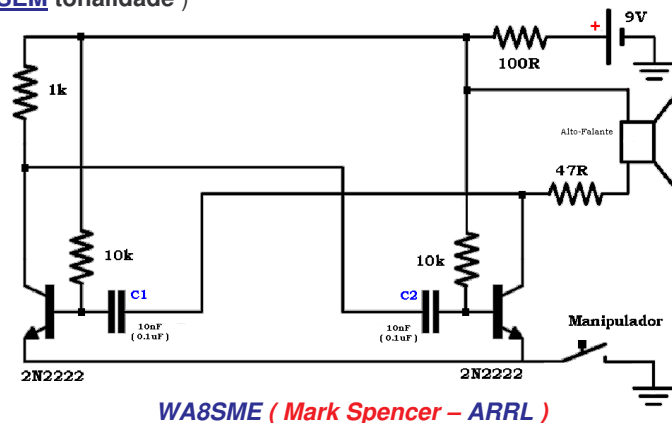 SEM tonalidade )
+
9V
100R
1k
Alto-Falante
47R
10k
10k
C1
C2
10nF
( 0.1uF )
10nF
( 0.1uF )
Manipulador
2N2222
2N2222
WA8SME ( Mark Spencer – ARRL )